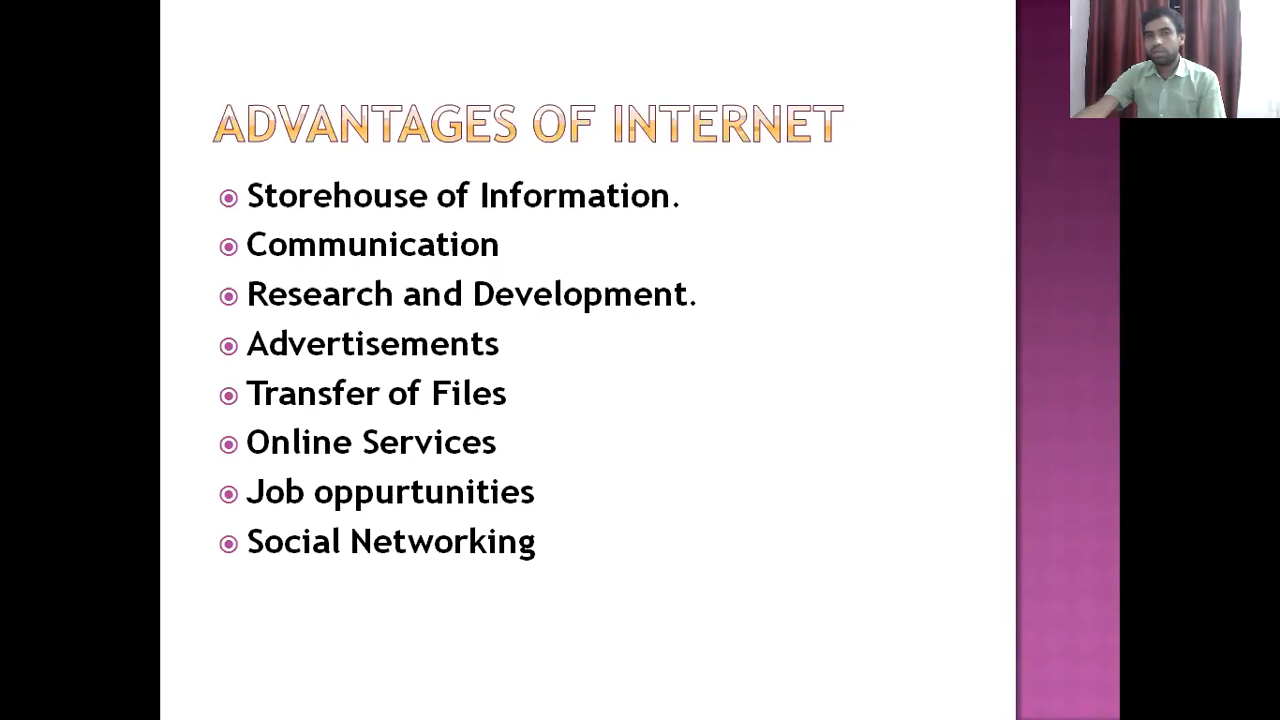 ADVANTAGES OF INTERNET
Storehouse of Information.
Communication
Research and Development.
Advertisements
Transfer of Files
Online Services
Job oppurtunities
Social Networking